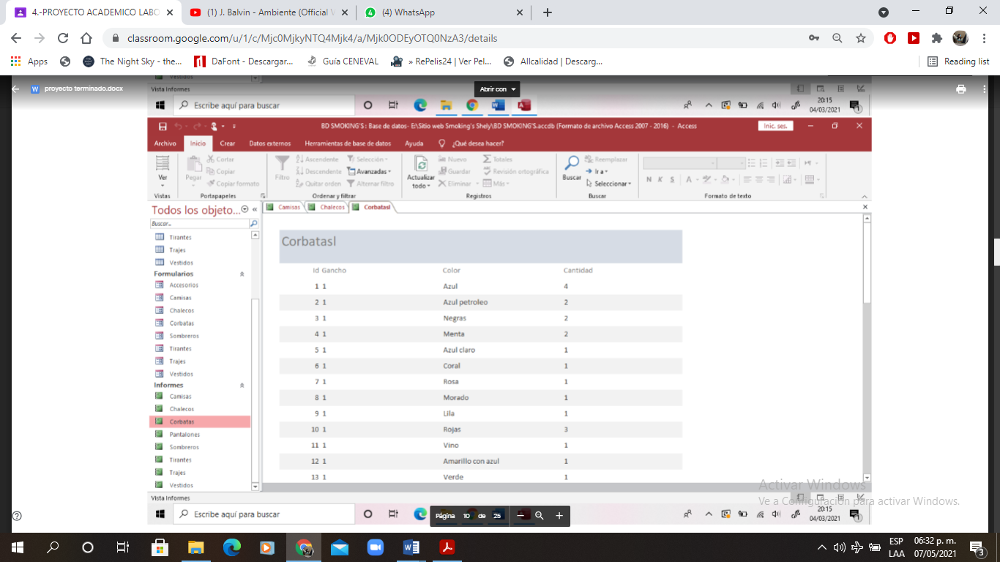 4.-PROYECTO ACADEMICO LABO
(1) J. Balvin - Ambiente (Official V
(4) WhatsApp
classroom.google.com/u/1/c/Mjc0MjkyNTQ4Mjk4/a/Mjk0ODEyOTQ0NzA3/details
Apps
The Night Sky - the...
DaFont - Descargar...
Guía CENEVAL
» RePelis24 | Ver Pel...
Allcalidad | Descarg...
Reading list
proyecto terminado.docx
Abrir con
Vestidos
Vista Informes
Escribe aquí para buscar
20:15
04/03/2021
BD SMOKING'S : Base de datos- E:\Sitio web Smoking's Shely\BD SMOKING'S.accdb (Formato de archivo Access 2007 - 2016) - Access
Inic. ses.
Archivo Inicio Crear Datos externos Herramientas de base de datos Ayuda ¿Qué desea hacer?
Ver
Vistas
Pegar
Cortar
Copiar
Copiar formato
Portapapeles
Filtro
Ascendente
Descendente
Quitar orden
Selección
Avanzadas
Alternar filtro
Ordenar y filtrar
Actualizar todo
Nuevo
Guardar
Eliminar
Totales
Revisión ortográfica
Más
Registros
Buscar
Reemplazar
Ir a
Seleccionar
Buscar
N K S
A
Formato de texto
Todos los objeto...
Buscar...
Tirantes
Trajes
Vestidos
Formularios
Accesorios
Camisas
Chalecos
Corbatas
Sombreros
Tirantes
Trajes
Vestidos
Informes
Camisas
Chalecos
Corbatas
Pantalones
Sombreros
Tirantes
Trajes
Vestidos
Camisas Chalecos Corbatasl
Corbatasl
Id Gancho Color Cantidad
1 1 Azul 4
2 1 Azul petroleo 2
3 1 Negras 2
4 1 Menta 2
5 1 Azul claro 1
6 1 Coral 1
7 1 Rosa 1
8 1 Morado 1
9 1 Lila 1
10 1 Rojas 3
11 1 Vino 1
12 1 Amarillo con azul 1
13 1 Verde 1
Vista Informes
Activar Windows
Ve a Configuración para activar Windows.
Escribe aquí para buscar
Página 10 de 25
20:15
04/03/2021
ESP
LAA
06:32 p. m.
07/05/2021
3